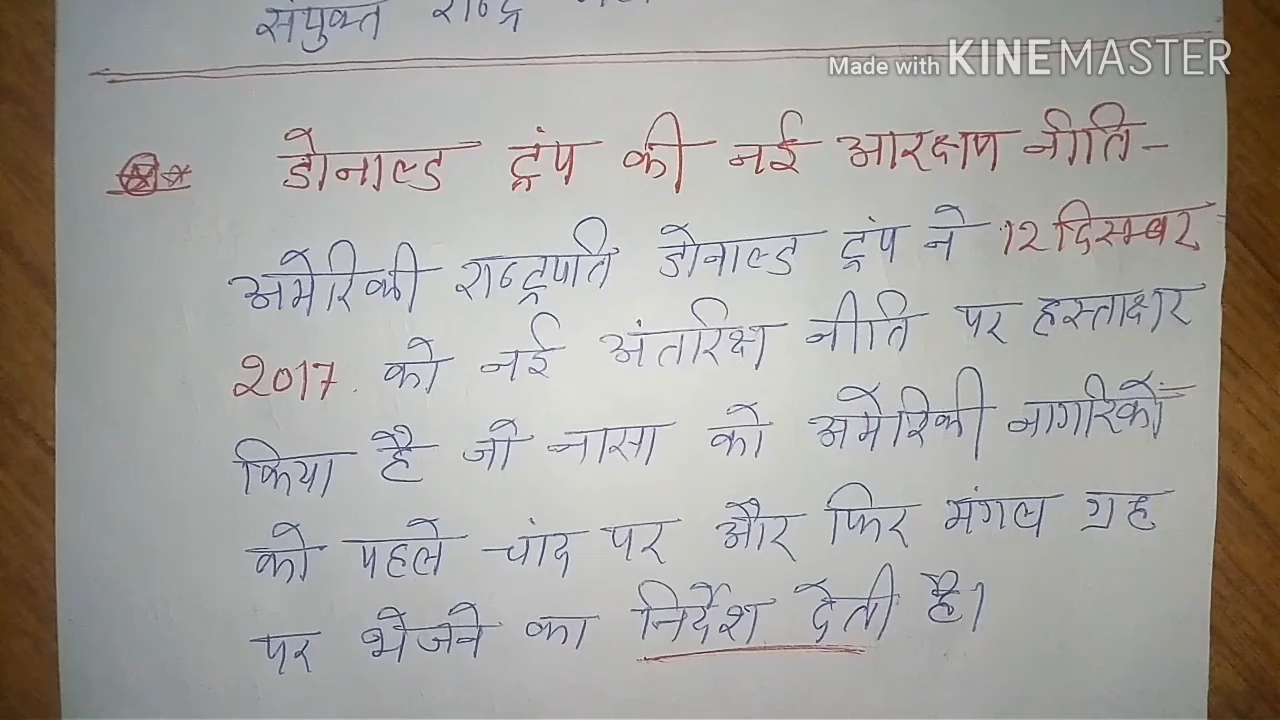 संयुक्त राष्ट्र
Made with KINEMASTER
डोनाल्ड ट्रंप की नई आरक्षण नीति -
अमेरिकी राष्ट्रपति डोनाल्ड ट्रंप ने 12 दिसम्बर
2017. को नई अंतरिक्ष नीति पर हस्ताक्षर
किया है जो नासा को अमेरिकी नागरिकों
को पहले चांद पर और फिर मंगल ग्रह
पर भेजने का निर्देश देती है।